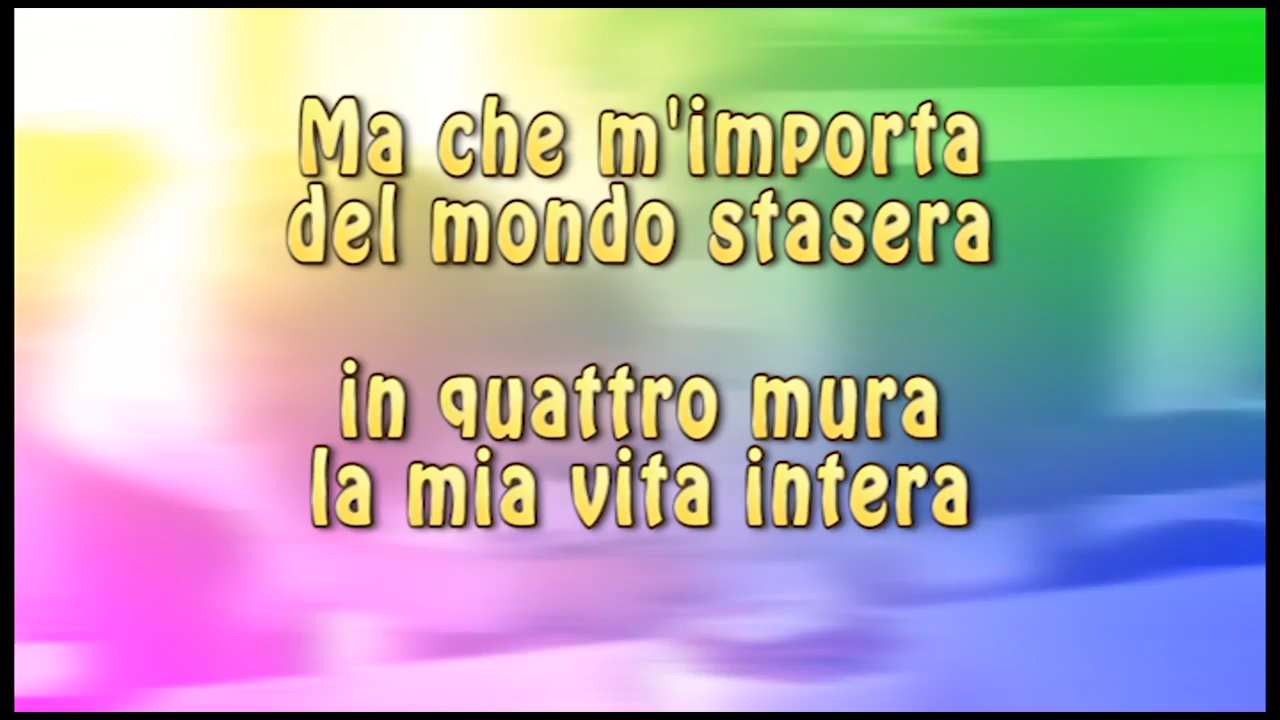 Ma che m'importa
del mondo stasera
in quattro mura
la mia vita intera